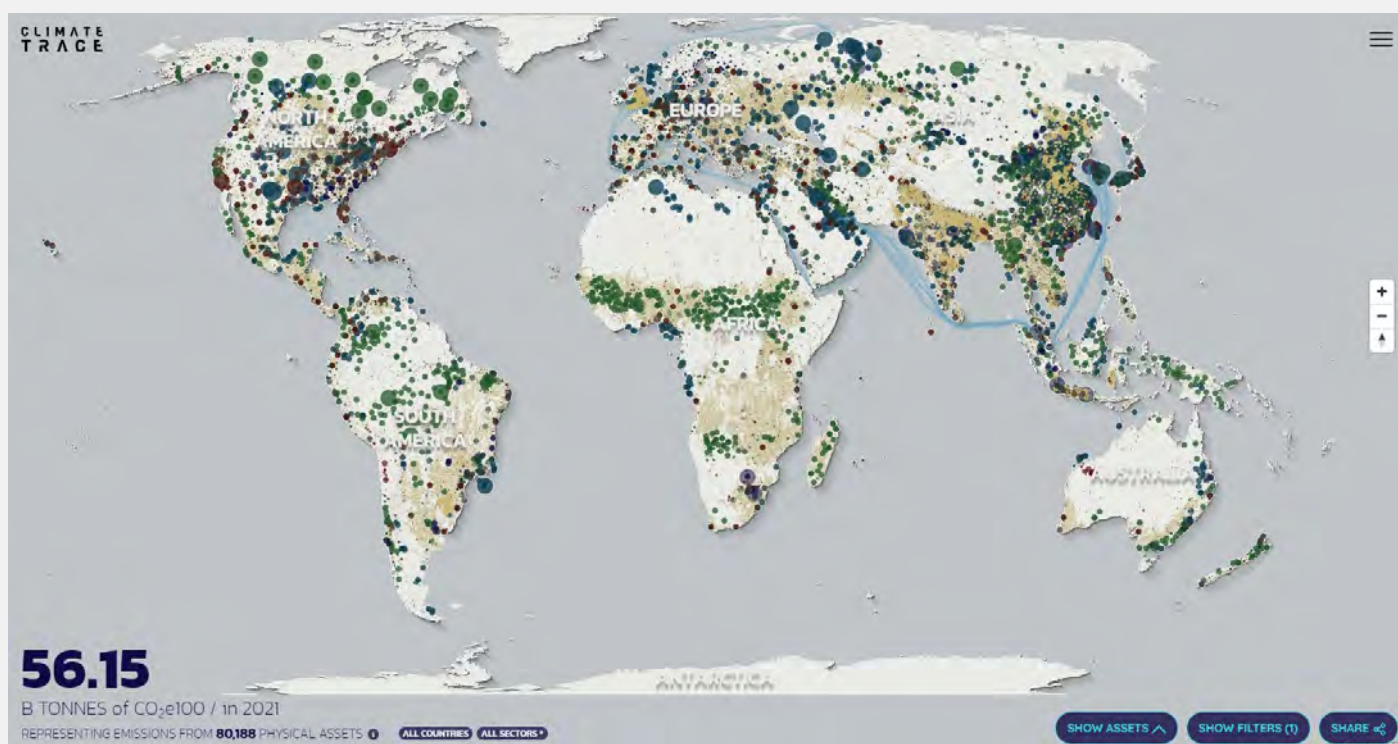 CLIMATE
TRACE
NORTH
AMERICA
EUROPE
ASIA
AFRICA
SOUTH
AMERICA
AUSTRALIA
+
−
56.15
B TONNES of CO₂e100 / in 2021
REPRESENTING EMISSIONS FROM 80,188 PHYSICAL ASSETS i ALL COUNTRIES ALL SECTORS *
ANTARCTICA
SHOW ASSETS SHOW FILTERS (1) SHARE